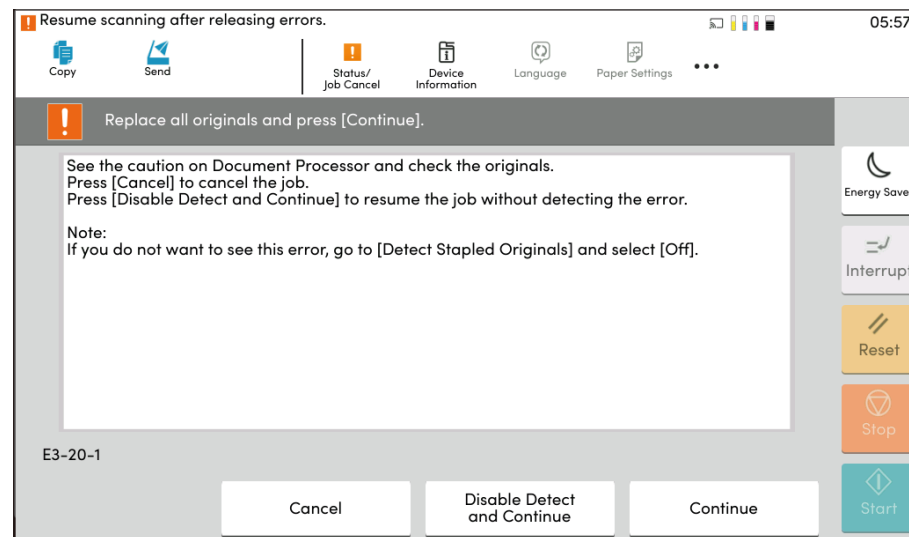 Resume scanning after releasing errors.
05:57
Copy
Send
Status/
Job Cancel
Device
Information
Language
Paper Settings
Replace all originals and press [Continue].
See the caution on Document Processor and check the originals.
Press [Cancel] to cancel the job.
Press [Disable Detect and Continue] to resume the job without detecting the error.
Note:
If you do not want to see this error, go to [Detect Stapled Originals] and select [Off].
Energy Save
Interrupt
Reset
Stop
Start
E3-20-1
Cancel
Disable Detect
and Continue
Continue